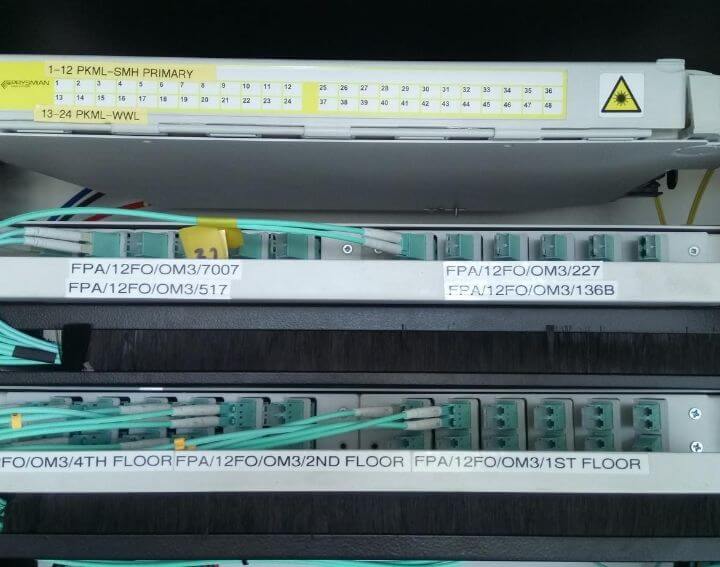 1-12 PKML-SMH PRIMARY
PRYSMIAN
1 2 3 4 5 6 7 8 9 10 11 12 25 26 27 28 29 30 31 32 33 34 35 36
13 14 15 16 17 18 19 20 21 22 23 24 37 38 39 40 41 42 43 44 45 46 47 48
13-24 PKML-WWL
FPA/12FO/OM3/7007 FPA/12FO/OM3/227
FPA/12FO/OM3/517 FPA/12FO/OM3/136B
FO/OM3/4TH FLOOR FPA/12FO/OM3/2ND FLOOR FPA/12FO/OM3/1ST FLOOR